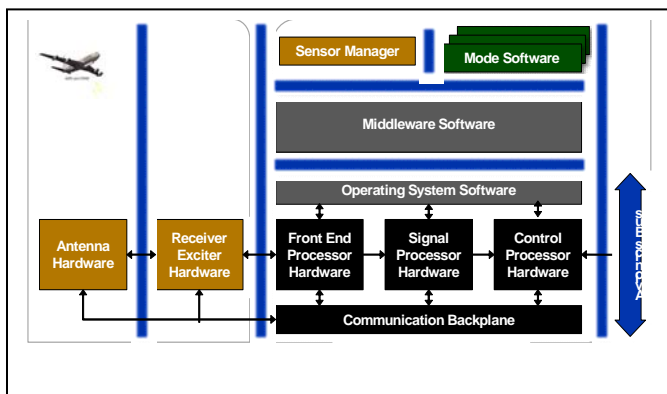 Sensor Manager
Mode Software
Middleware Software
Operating System Software
Antenna
Hardware
Receiver
Exciter
Hardware
Front End
Processor
Hardware
Signal
Processor
Hardware
Control
Processor
Hardware
Communication Backplane